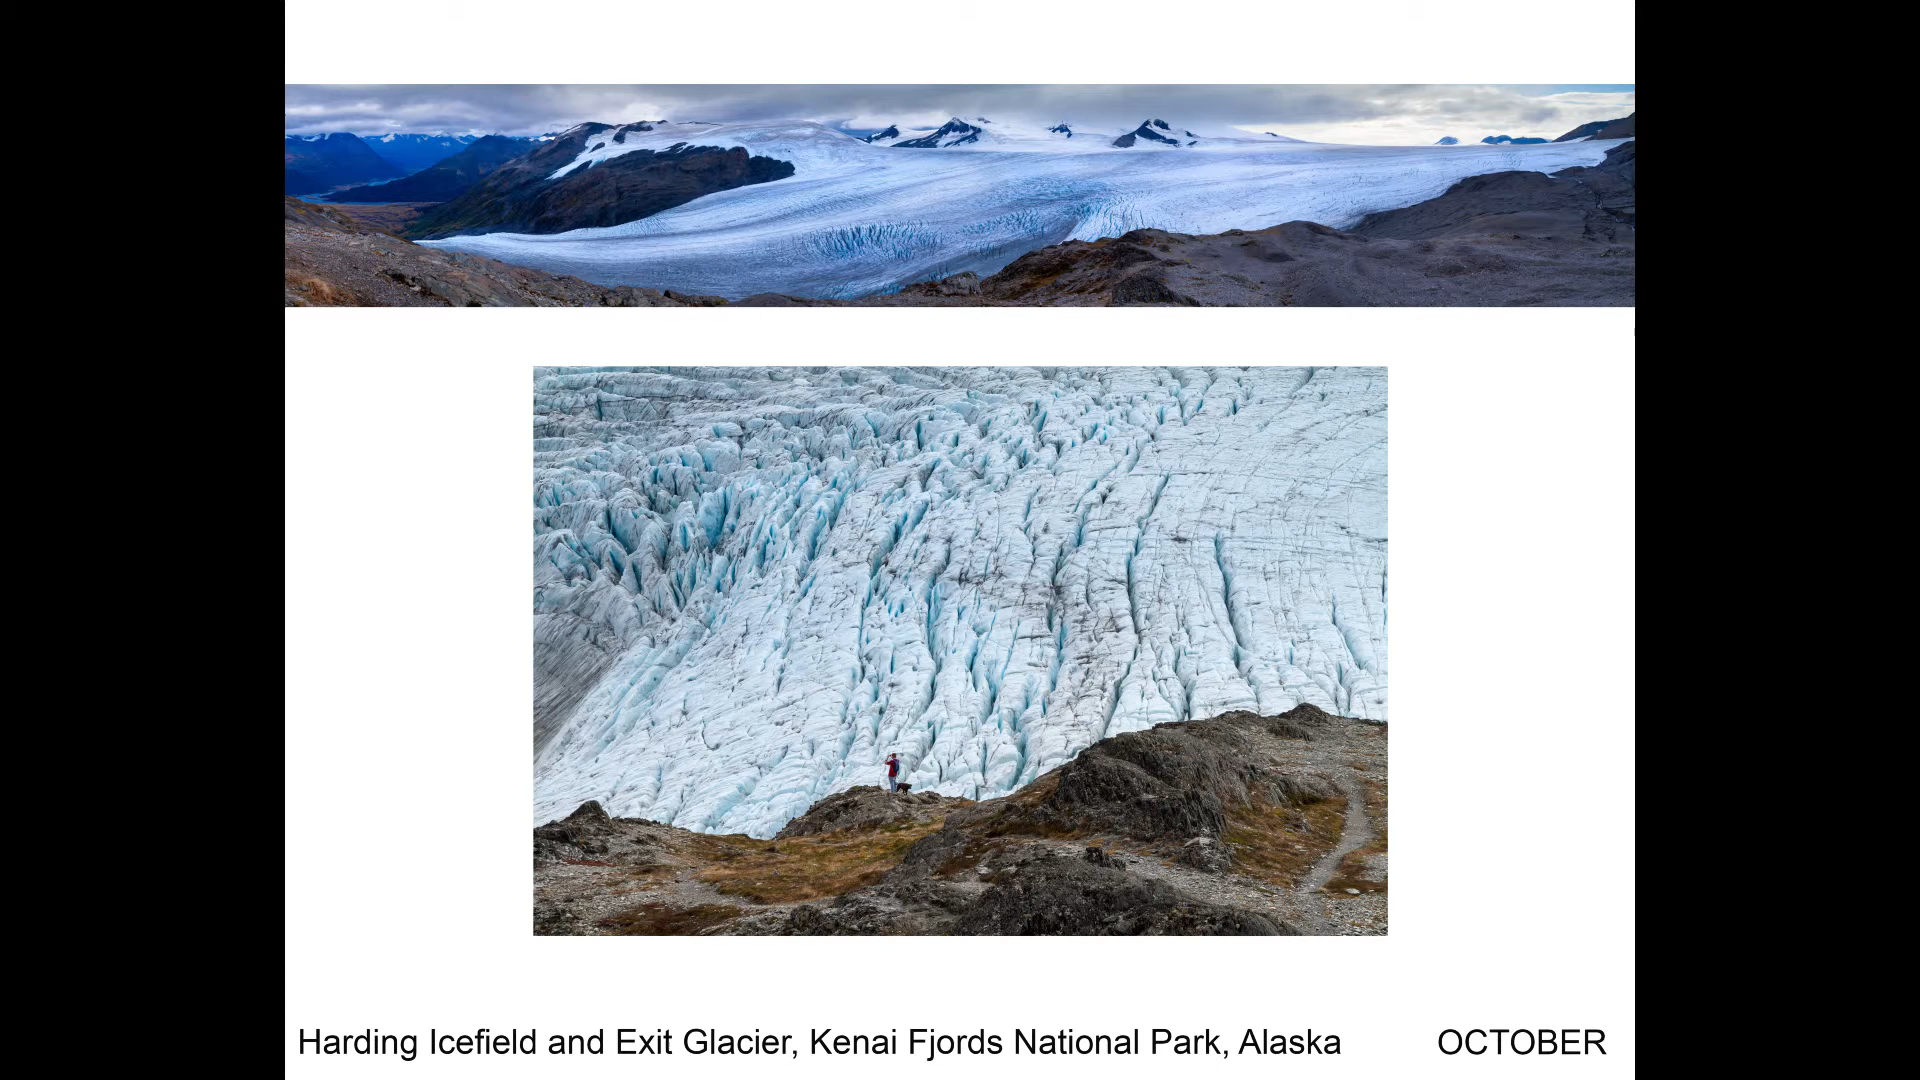 Harding Icefield and Exit Glacier, Kenai Fjords National Park, Alaska
OCTOBER